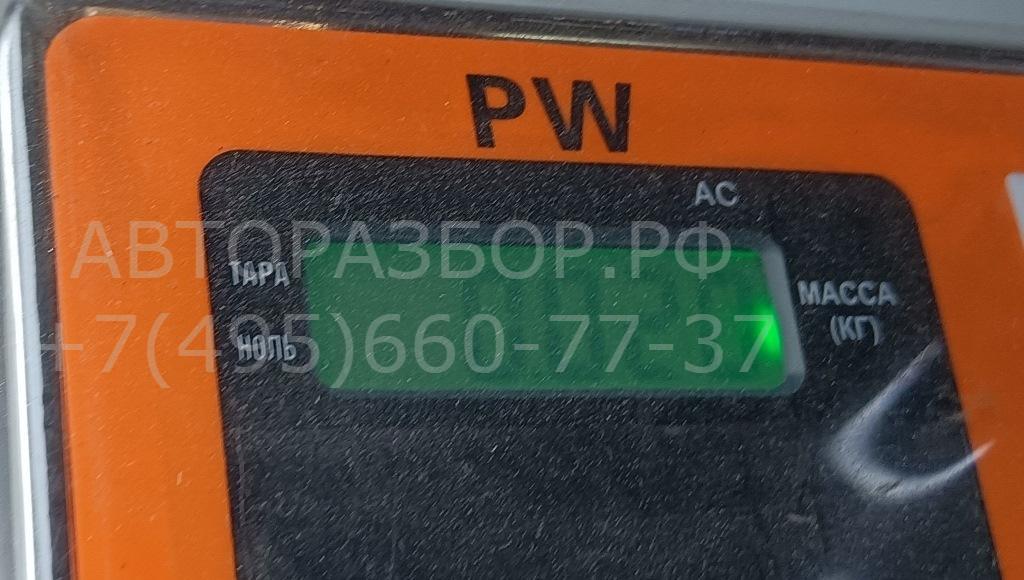 PW
AC
АВТОРАЗБОР.РФ
ТАРА
МАССА
(КГ)
+7(495)660-77-37
НОЛЬ